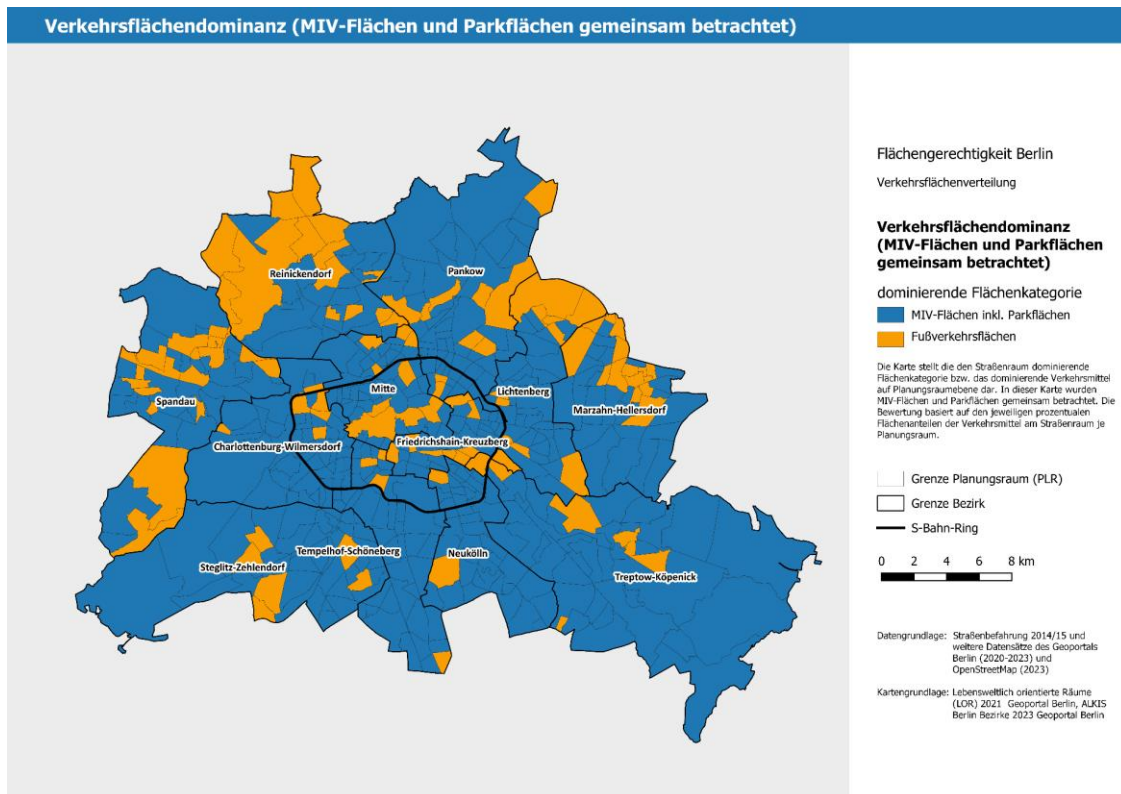 Verkehrsflächendominanz (MIV-Flächen und Parkflächen gemeinsam betrachtet)
Reinickendorf
Pankow
Mitte
Lichtenberg
Spandau
Marzahn-Hellersdorf
Charlottenburg-Wilmersdorf
Friedrichshain-Kreuzberg
Tempelhof-Schöneberg
Neukölln
Steglitz-Zehlendorf
Treptow-Köpenick
Flächengerechtigkeit Berlin
Verkehrsflächenverteilung
Verkehrsflächendominanz
(MIV-Flächen und Parkflächen
gemeinsam betrachtet)
dominierende Flächenkategorie
MIV-Flächen inkl. Parkflächen
Fußverkehrsflächen
Die Karte stellt die den Straßenraum dominierende
Flächenkategorie bzw. das dominierende Verkehrsmittel
auf Planungsraumebene dar. In dieser Karte wurden
MIV-Flächen und Parkflächen gemeinsam betrachtet. Die
Bewertung basiert auf den jeweiligen prozentualen
Flächenanteilen der Verkehrsmittel am Straßenraum je
Planungsraum.
Grenze Planungsraum (PLR)
Grenze Bezirk
S-Bahn-Ring
0 2 4 6 8 km
Datengrundlage: Straßenbefahrung 2014/15 und
weitere Datensätze des Geoportals
Berlin (2020-2023) und
OpenStreetMap (2023)
Kartengrundlage: Lebensweltlich orientierte Räume
(LOR) 2021 Geoportal Berlin, ALKIS
Berlin Bezirke 2023 Geoportal Berlin